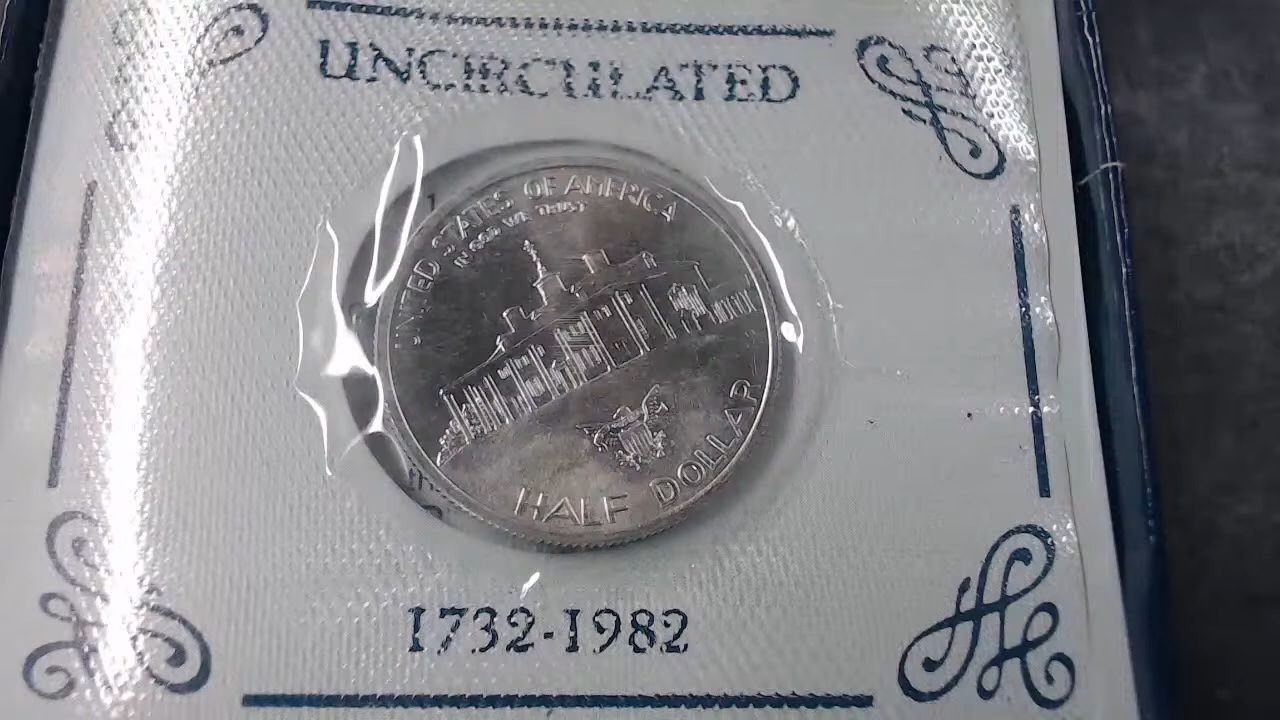 UNCIRCULATED
UNITED STATES OF AMERICA
IN GOD WE TRUST
HALF DOLLAR
1732-1982